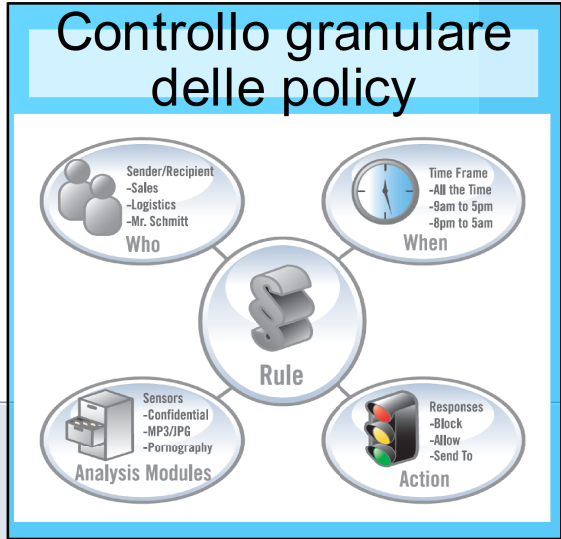 Controllo granulare
delle policy
Sender/Recipient
-Sales
-Logistics
-Mr. Schmitt
Who
Time Frame
-All the Time
-9am to 5pm
-8pm to 5am
When
Rule
Sensors
-Confidential
-MP3/JPG
-Pornography
Analysis Modules
Responses
-Block
-Allow
-Send To
Action